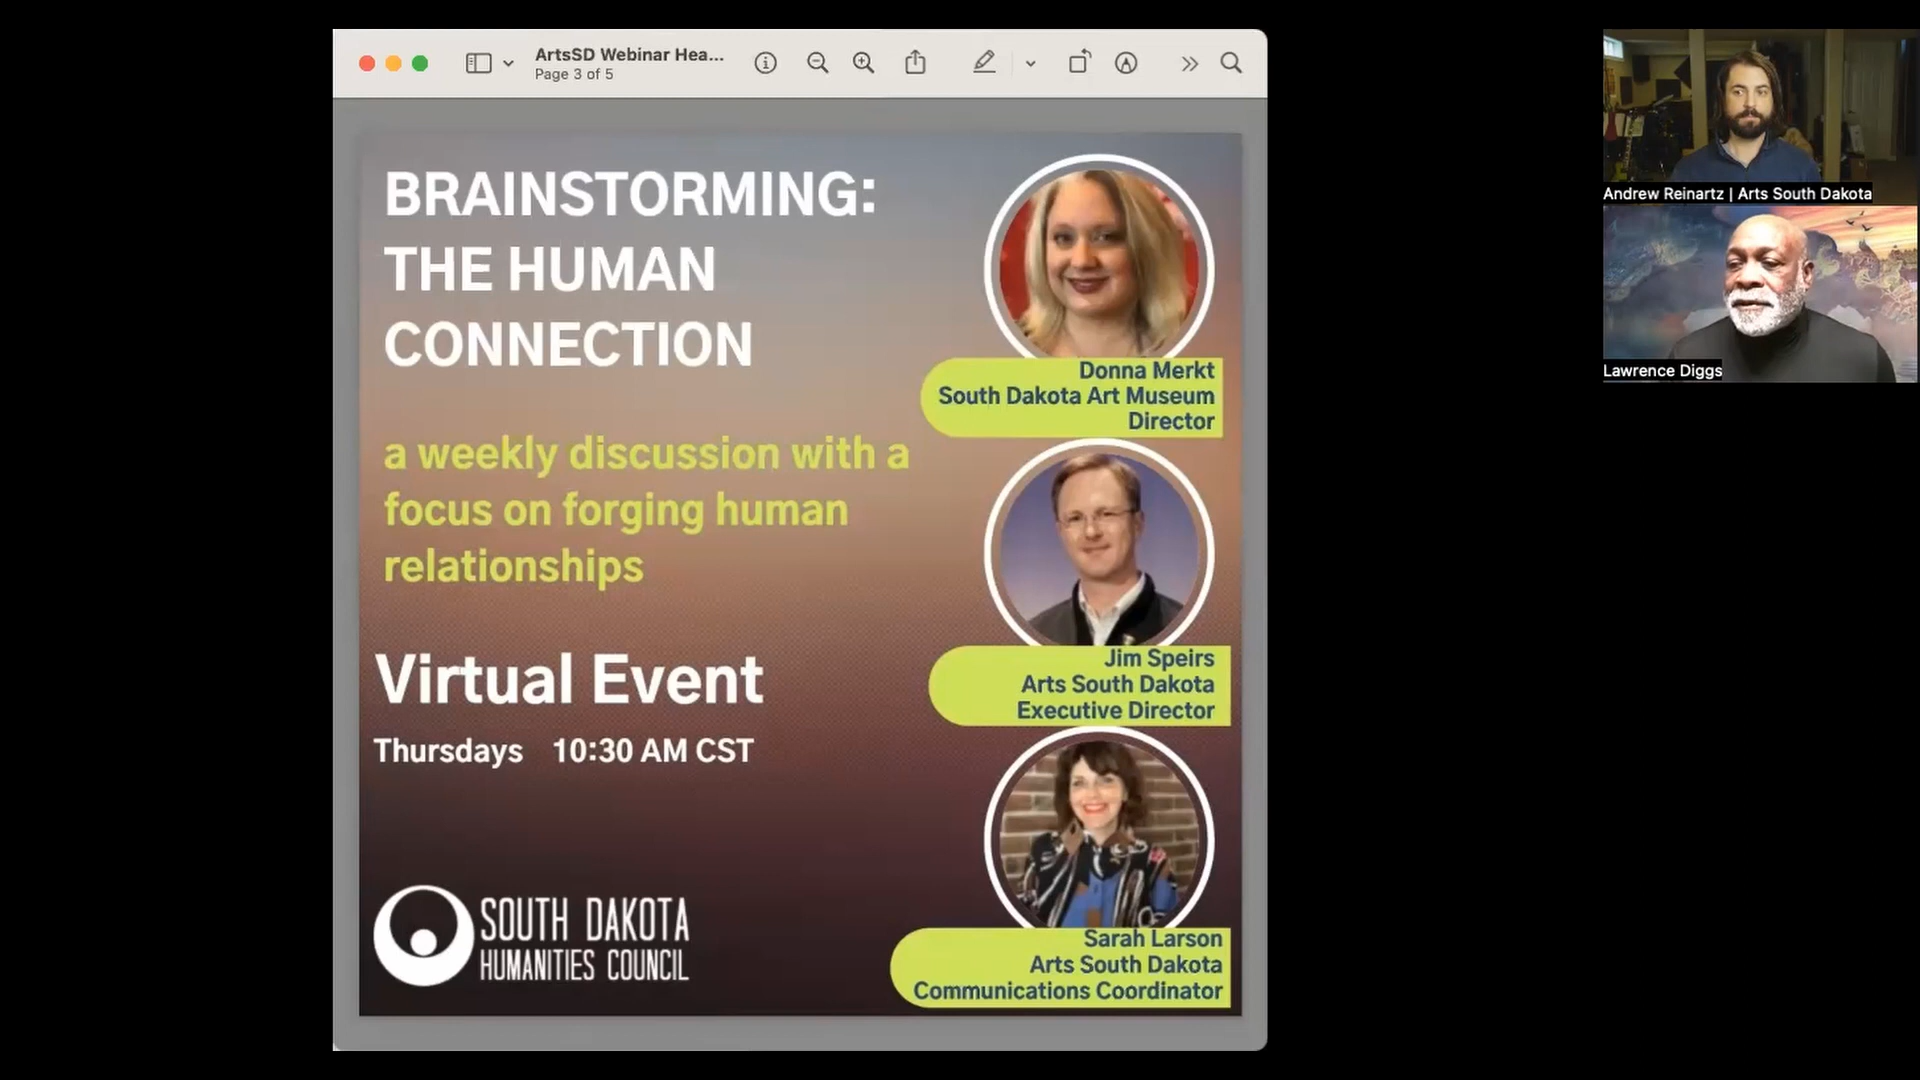 ArtsSD Webinar Hea...
Page 3 of 5
BRAINSTORMING:
THE HUMAN
CONNECTION
a weekly discussion with a
focus on forging human
relationships
Virtual Event
Thursdays 10:30 AM CST
SOUTH DAKOTA
HUMANITIES COUNCIL
Donna Merkt
South Dakota Art Museum
Director
Jim Speirs
Arts South Dakota
Executive Director
Sarah Larson
Arts South Dakota
Communications Coordinator
Andrew Reinartz | Arts South Dakota
Lawrence Diggs